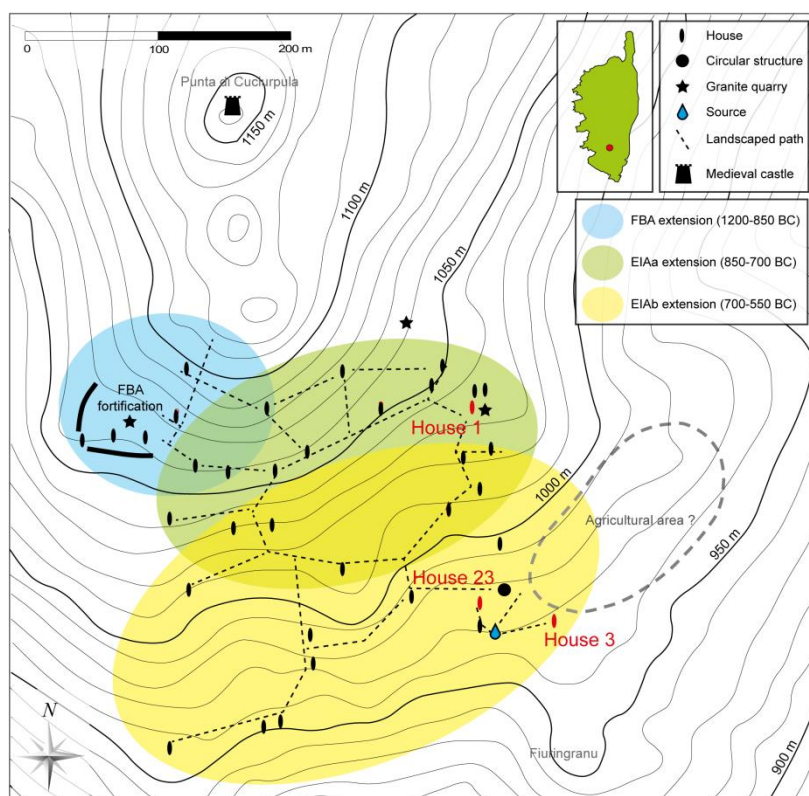 0 100 200 m
Punta di Cuciurpula
1150 m
1100 m
1050 m
House
Circular structure
Granite quarry
Source
Landscaped path
Medieval castle
FBA extension (1200-850 BC)
EIAa extension (850-700 BC)
EIAb extension (700-550 BC)
FBA
fortification
House 1
1000 m
Agricultural area ?
950 m
House 23
House 3
N
Fiuringranu
900 m